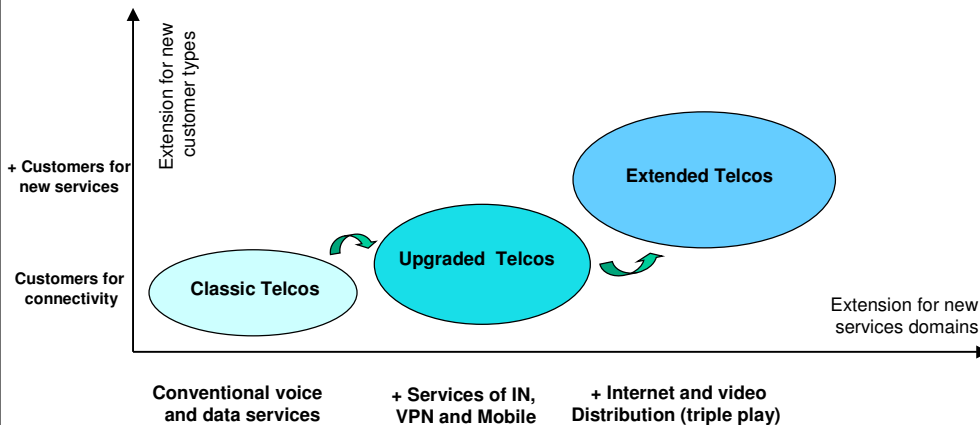 Extension for new
customer types
+ Customers for
new services
Extended Telcos
Upgraded  Telcos
Customers for
connectivity
Classic Telcos
Extension for new
services domains
Conventional voice
and data services
+ Services of IN,
VPN and Mobile
+ Internet and video
Distribution (triple play)